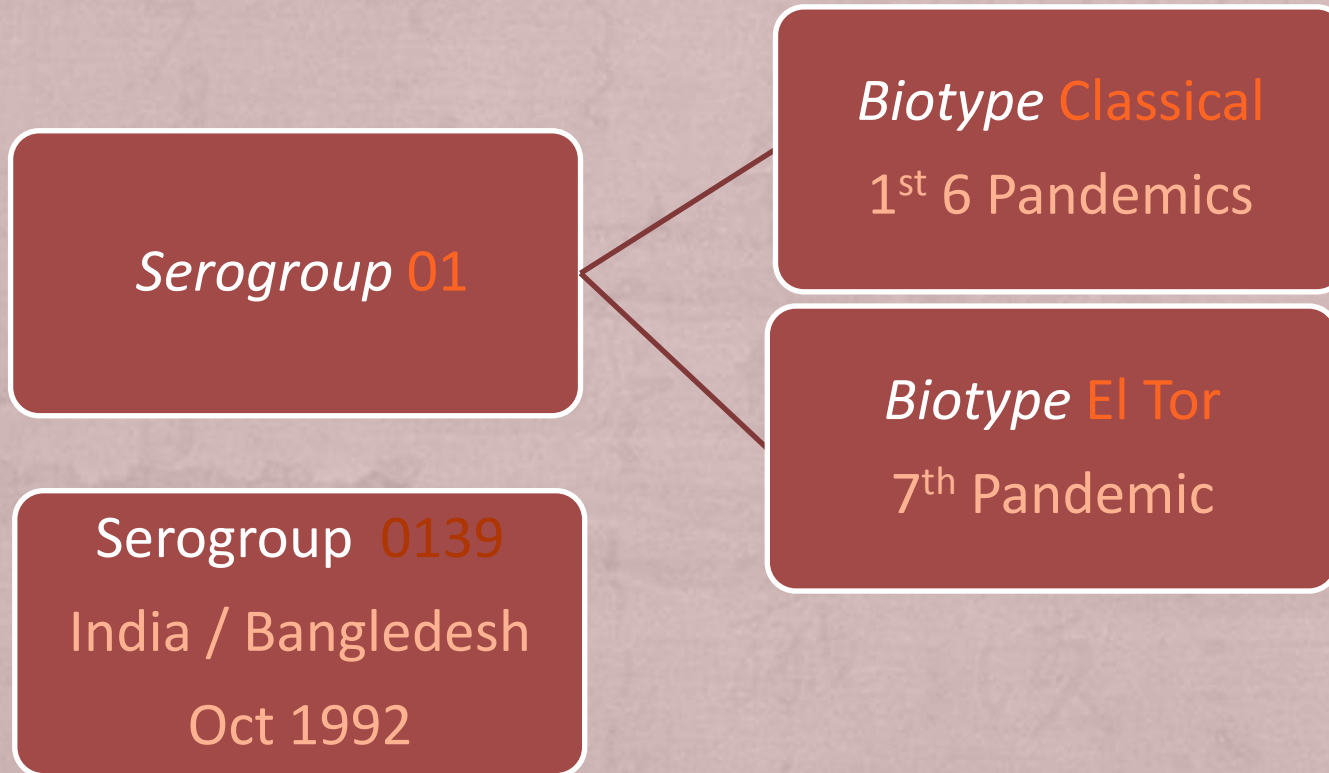 Serogroup 01
Biotype Classical
1st 6 Pandemics
Biotype El Tor
7th Pandemic
Serogroup 0139
India / Bangledesh
Oct 1992